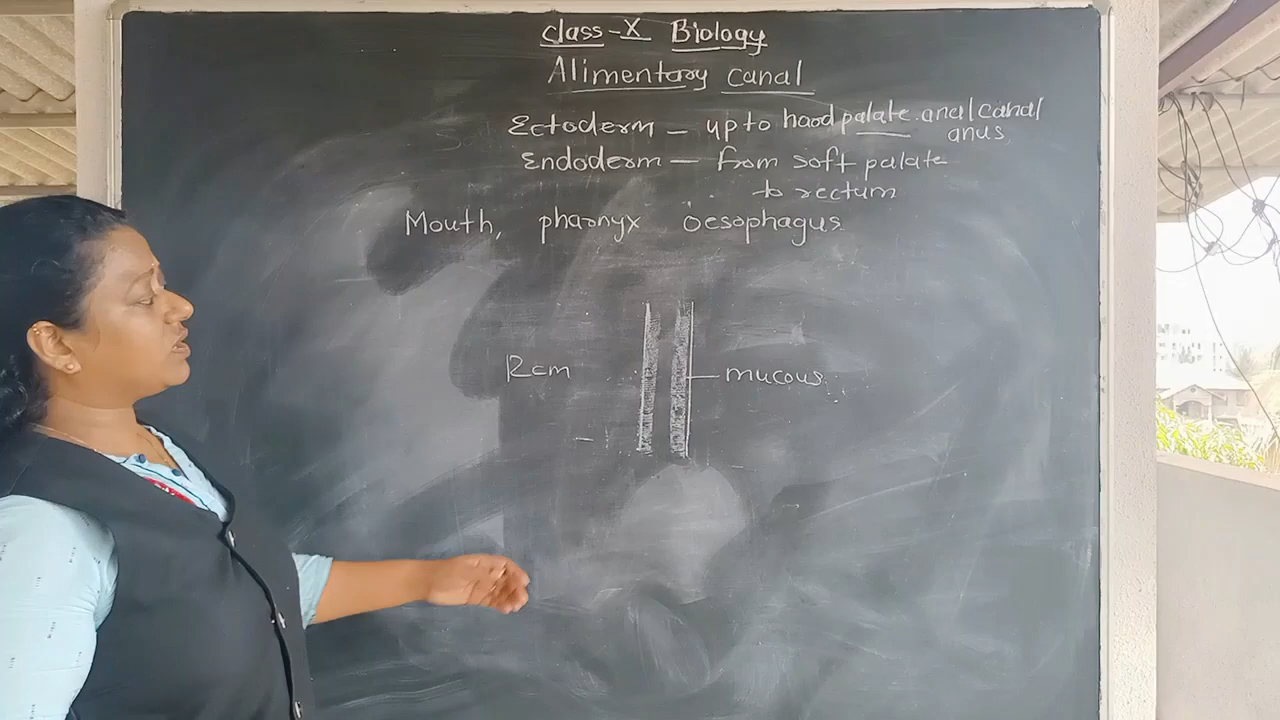 class-X Biology
Alimentary canal
Ectoderm - upto hard palate. anal canal
anus
Endoderm - from soft palate
to rectum
Mouth, pharnyx oesophagus
12cm
mucous